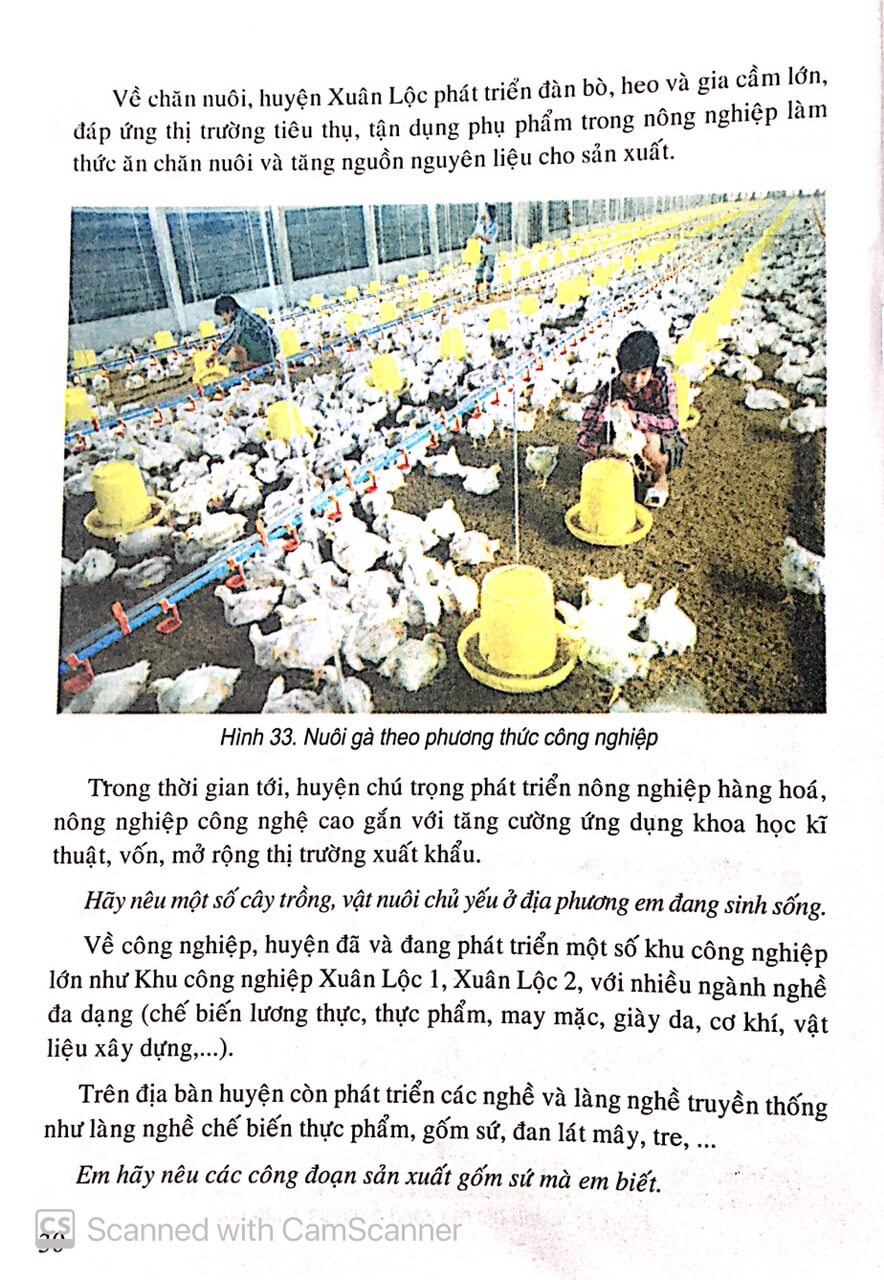 Về chăn nuôi, huyện Xuân Lộc phát triển đàn bò, heo và gia cầm lớn,
đáp ứng thị trường tiêu thụ, tận dụng phụ phẩm trong nông nghiệp làm
thức ăn chăn nuôi và tăng nguồn nguyên liệu cho sản xuất.
Hình 33. Nuôi gà theo phương thức công nghiệp
Trong thời gian tới, huyện chú trọng phát triển nông nghiệp hàng hoá,
nông nghiệp công nghệ cao gắn với tăng cường ứng dụng khoa học kĩ
thuật, vốn, mở rộng thị trường xuất khẩu.
Hãy nêu một số cây trồng, vật nuôi chủ yếu ở địa phương em đang sinh sống.
Về công nghiệp, huyện đã và đang phát triển một số khu công nghiệp
lớn như Khu công nghiệp Xuân Lộc 1, Xuân Lộc 2, với nhiều ngành nghề
đa dạng (chế biến lương thực, thực phẩm, may mặc, giày da, cơ khí, vật
liệu xây dựng,...).
Trên địa bàn huyện còn phát triển các nghề và làng nghề truyền thống
như làng nghề chế biến thực phẩm, gốm sứ, đan lát mây, tre, ...
Em hãy nêu các công đoạn sản xuất gốm sứ mà em biết.
CS Scanned with CamScanner